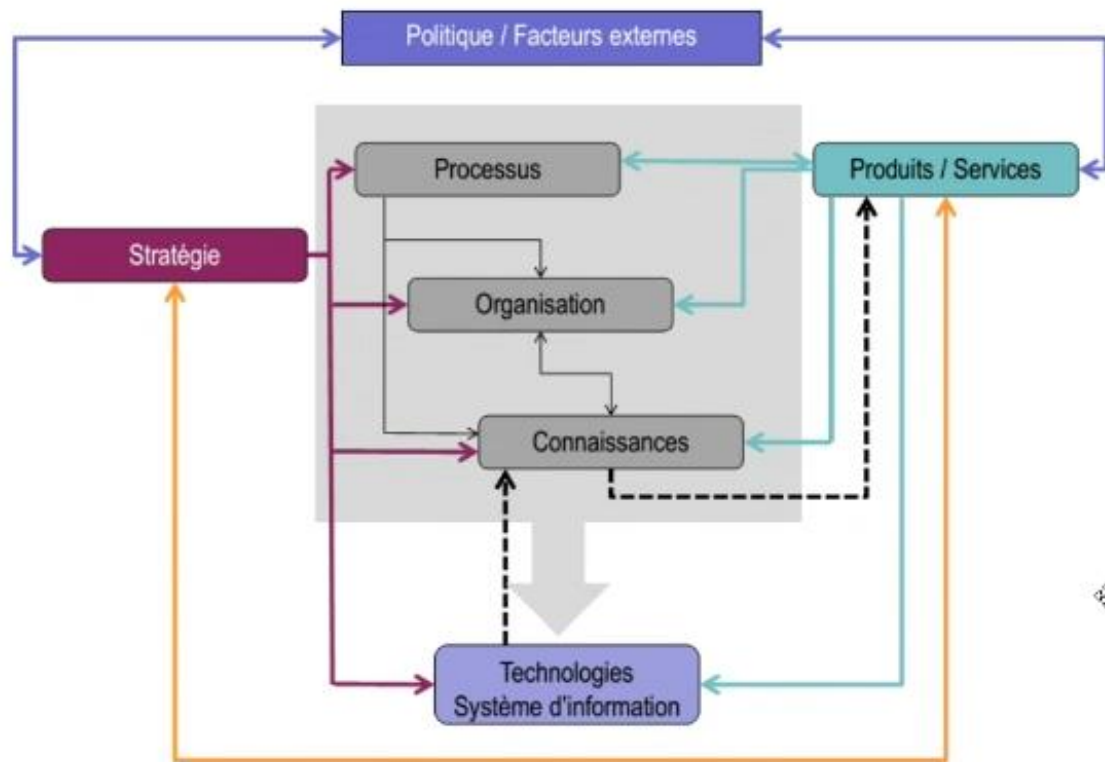 Politique / Facteurs externes
Processus
Produits / Services
Stratégie
Organisation
Connaissances
Technologies
Système d'information